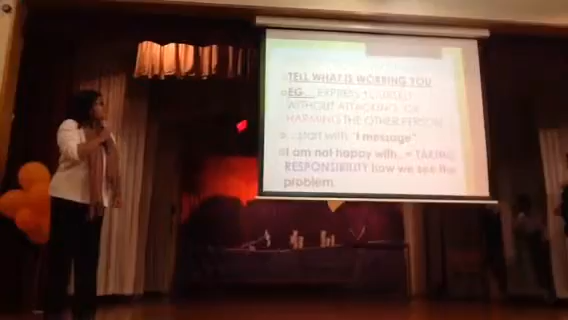 TELL WHAT IS WORKING YOU
EG... EXPRESS YOURSELF
WITHOUT ATTACKING OR
HARMING THE OTHER PERSON
... start with "I message"
I am not happy with.. = TAKING
RESPONSIBILITY how we see the
problem.